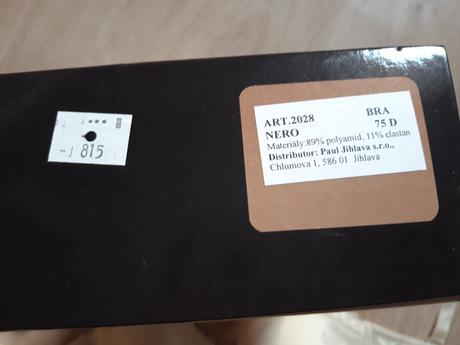 ART.2028 BRA
NERO 75 D
Materiály:89% polyamid, 11% elastan
Distributor: Paul Jihlava s.r.o.,
Chlumova 1, 586 01 Jihlava
815